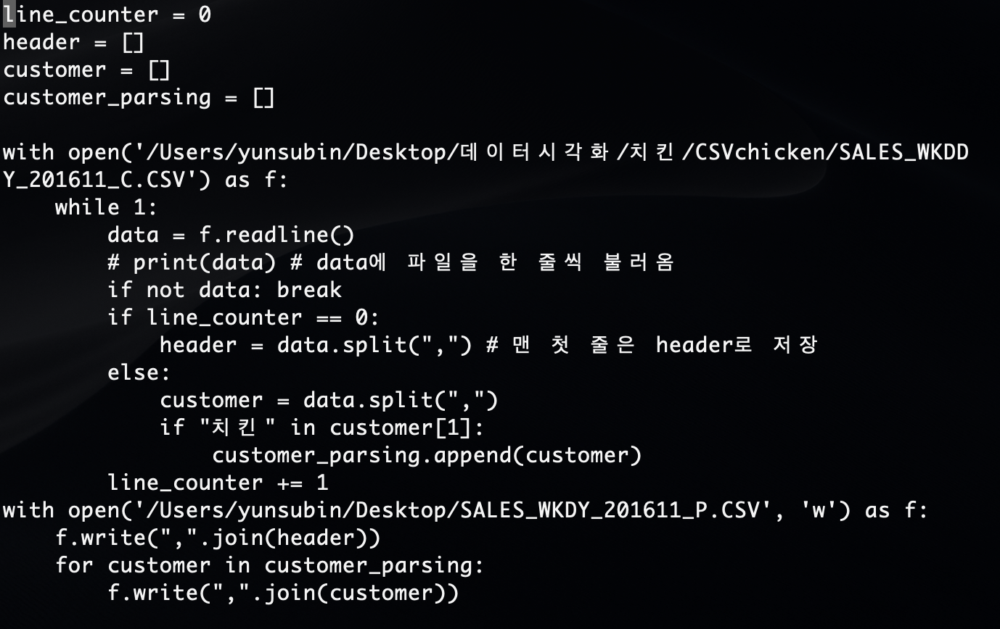 line_counter = 0
header = []
customer = []
customer_parsing = []

with open('/Users/yunsubin/Desktop/데이터시각화/치킨/CSVchicken/SALES_WKDD
Y_201611_C.CSV') as f:
    while 1:
        data = f.readline()
        # print(data) # data에 파일을 한 줄씩 불러옴
        if not data: break
        if line_counter == 0:
            header = data.split(",") # 맨 첫 줄은 header로 저장
        else:
            customer = data.split(",")
            if "치킨" in customer[1]:
                customer_parsing.append(customer)
        line_counter += 1
with open('/Users/yunsubin/Desktop/SALES_WKDY_201611_P.CSV', 'w') as f:
    f.write(",".join(header))
    for customer in customer_parsing:
        f.write(",".join(customer))